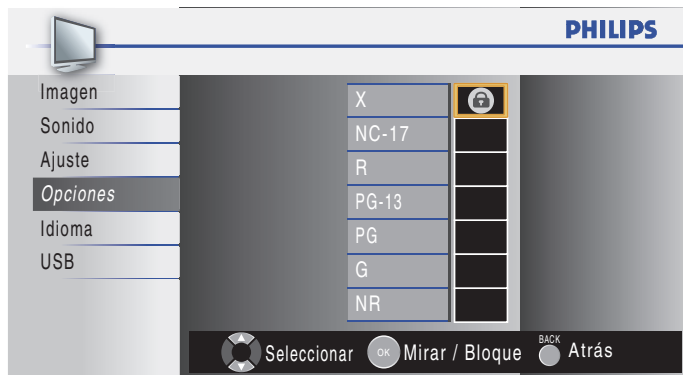 PHILIPS
Imagen
Sonido
Ajuste
Opciones
Idioma
USB
X
NC-17
R
PG-13
PG
G
NR
Seleccionar OK Mirar / Bloque BACK Atrás